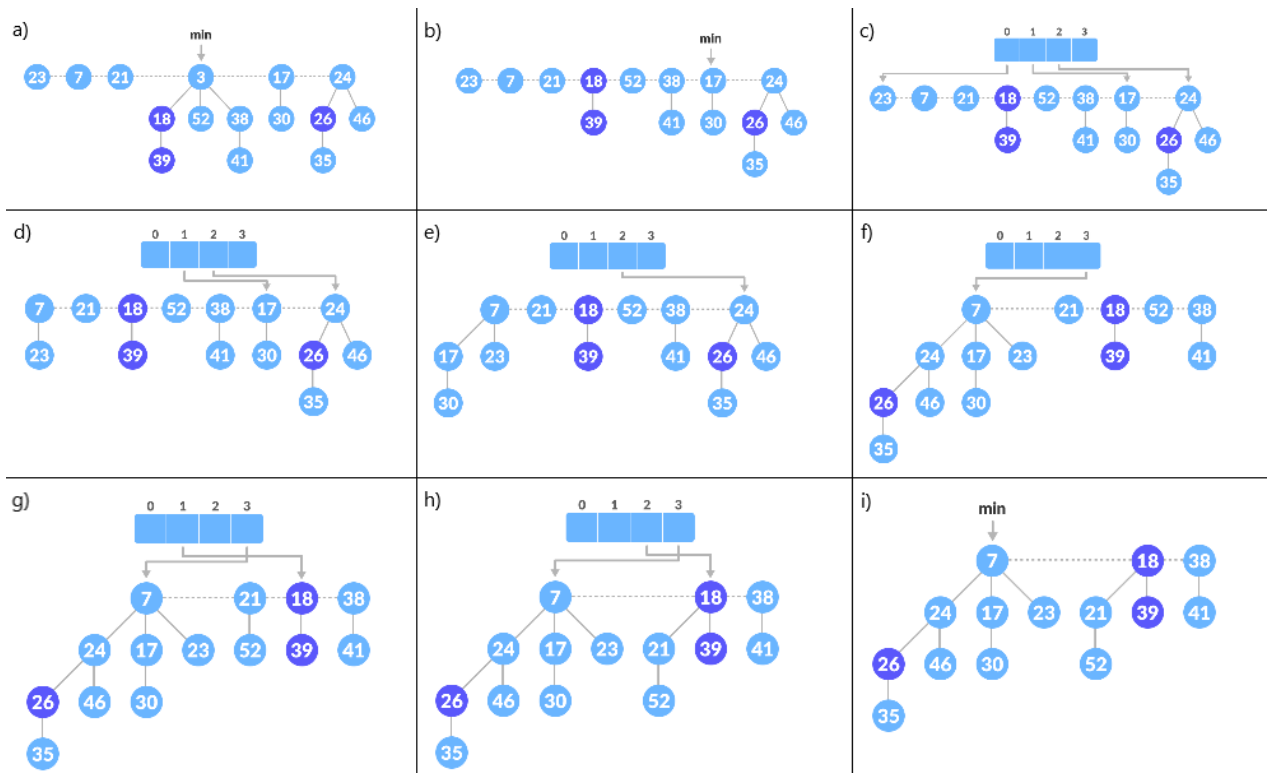 a)
min
23 7 21 3 17 24
18 52 38 30 26 46
39 41 35
b)
min
23 7 21 18 52 38 17 24
39 41 30 26 46
35
c)
0 1 2 3
23 7 21 18 52 38 17 24
39 41 30 26 46
35
d)
0 1 2 3
7 21 18 52 38 17 24
23 39 41 30 26 46
35
e)
0 1 2 3
7 21 18 52 38 24
17 23 39 41 26 46
30 35
f)
0 1 2 3
7 21 18 52 38
24 17 23 39 41
26 46 30
35
g)
0 1 2 3
7 21 18 38
24 17 23 52 39 41
26 46 30
35
h)
0 1 2 3
7 18 38
24 17 23 21 39 41
26 46 30 52
35
i)
min
7 18 38
24 17 23 21 39 41
26 46 30 52
35